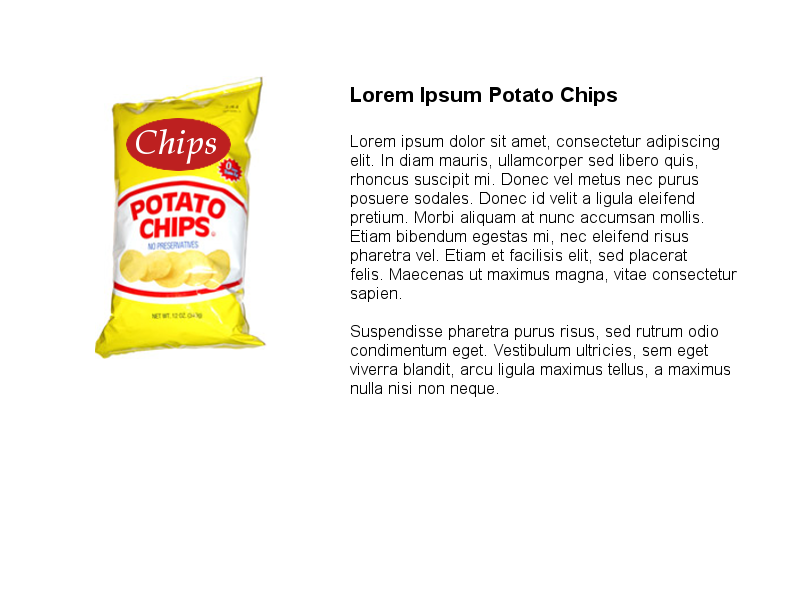 Chips
POTATO
CHIPS
NO PRESERVATIVES
NET WT. 12 OZ.
Lorem Ipsum Potato Chips
Lorem ipsum dolor sit amet, consectetur adipiscing
elit. In diam mauris, ullamcorper sed libero quis,
rhoncus suscipit mi. Donec vel metus nec purus
posuere sodales. Donec id velit a ligula eleifend
pretium. Morbi aliquam at nunc accumsan mollis.
Etiam bibendum egestas mi, nec eleifend risus
pharetra vel. Etiam et facilisis elit, sed placerat
felis. Maecenas ut maximus magna, vitae consectetur
sapien.
Suspendisse pharetra purus risus, sed rutrum odio
condimentum eget. Vestibulum ultricies, sem eget
viverra blandit, arcu ligula maximus tellus, a maximus
nulla nisi non neque.